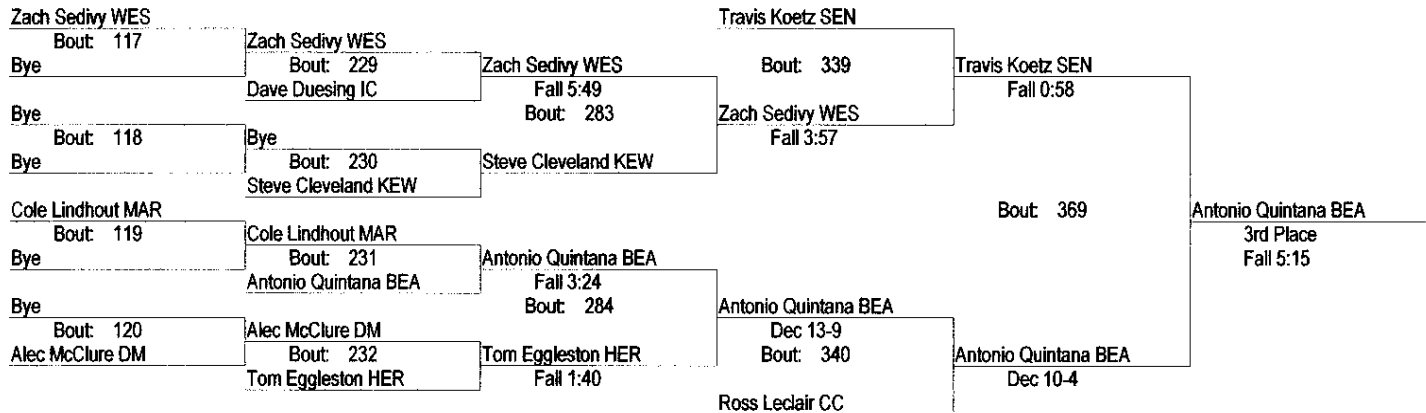 Zach Sedivy WES
Bout: 117
Bye
Bye
Bout: 118
Bye
Cole Lindhout MAR
Bout: 119
Bye
Bye
Bout: 120
Alec McClure DM
Zach Sedivy WES
Bout: 229
Dave Duesing IC
Bye
Bout: 230
Steve Cleveland KEW
Cole Lindhout MAR
Bout: 231
Antonio Quintana BEA
Alec McClure DM
Bout: 232
Tom Eggleston HER
Zach Sedivy WES
Fall 5:49
Bout: 283
Steve Cleveland KEW
Antonio Quintana BEA
Fall 3:24
Bout: 284
Tom Eggleston HER
Fall 1:40
Travis Koetz SEN
Bout: 339
Zach Sedivy WES
Fall 3:57
Antonio Quintana BEA
Dec 13-9
Bout: 340
Ross Leclair CC
Travis Koetz SEN
Fall 0:58
Bout: 369
Antonio Quintana BEA
Dec 10-4
Antonio Quintana BEA
3rd Place
Fall 5:15